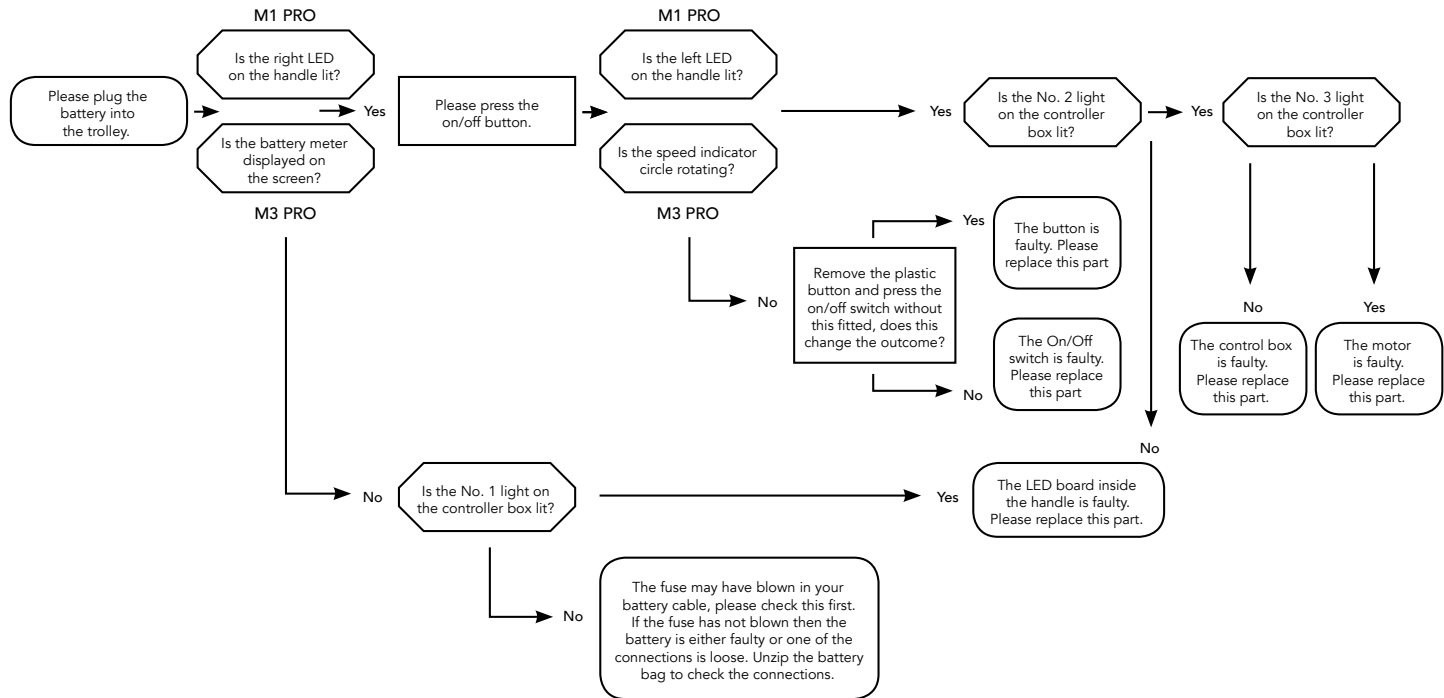 M1 PRO
Is the right LED
on the handle lit?
Please plug the
battery into
the trolley.
Is the battery meter
displayed on
the screen?
M3 PRO
Yes
Please press the
on/off button.
M1 PRO
Is the left LED
on the handle lit?
Is the speed indicator
circle rotating?
M3 PRO
Yes
Is the No. 2 light
on the controller
box lit?
Yes
Is the No. 3 light
on the controller
box lit?
No
Remove the plastic
button and press the
on/off switch without
this fitted, does this
change the outcome?
Yes
The button is
faulty. Please
replace this part
No
The On/Off
switch is faulty.
Please replace
this part
No
The control box
is faulty.
Please replace
this part.
Yes
The motor
is faulty.
Please replace
this part.
No
No
Is the No. 1 light on
the controller box lit?
Yes
The LED board inside
the handle is faulty.
Please replace this part.
No
The fuse may have blown in your
battery cable, please check this first.
If the fuse has not blown then the
battery is either faulty or one of the
connections is loose. Unzip the battery
bag to check the connections.